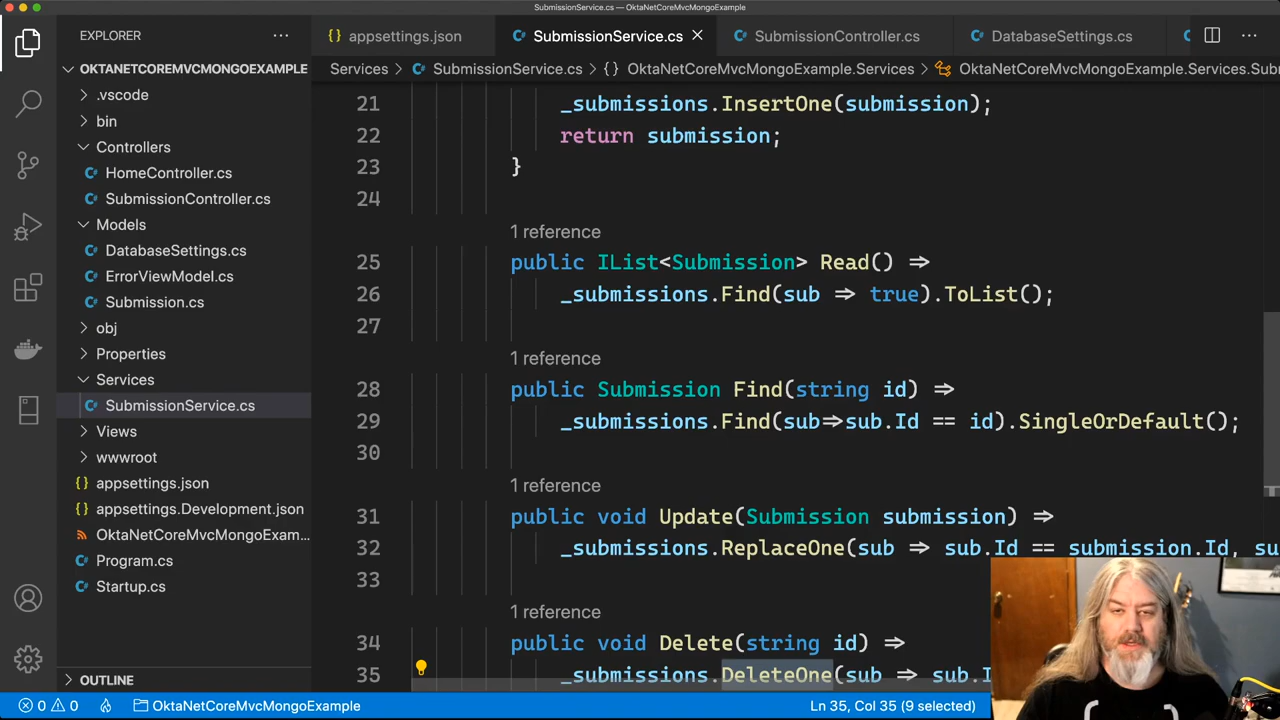 SubmissionService.cs — OktaNetCoreMvcMongoExample
EXPLORER
appsettings.json
SubmissionService.cs
SubmissionController.cs
DatabaseSettings.cs
Services > SubmissionService.cs > {} OktaNetCoreMvcMongoExample.Services > OktaNetCoreMvcMongoExample.Services.Subm
OKTANETCOREMVCMONGOEXAMPLE
.vscode
bin
Controllers
HomeController.cs
SubmissionController.cs
Models
DatabaseSettings.cs
ErrorViewModel.cs
Submission.cs
obj
Properties
Services
SubmissionService.cs
Views
wwwroot
{} appsettings.json
{} appsettings.Development.json
OktaNetCoreMvcMongoExam...
Program.cs
Startup.cs
OUTLINE
21 _submissions.InsertOne(submission);
22 return submission;
23 }
24
1 reference
25 public IList<Submission> Read() =>
26 _submissions.Find(sub => true).ToList();
27
1 reference
28 public Submission Find(string id) =>
29 _submissions.Find(sub=>sub.Id == id).SingleOrDefault();
30
1 reference
31 public void Update(Submission submission) =>
32 _submissions.ReplaceOne(sub => sub.Id == submission.Id, su
33
1 reference
34 public void Delete(string id) =>
35 _submissions.DeleteOne(sub => sub.I
0 0 OktaNetCoreMvcMongoExample
Ln 35, Col 35 (9 selected)